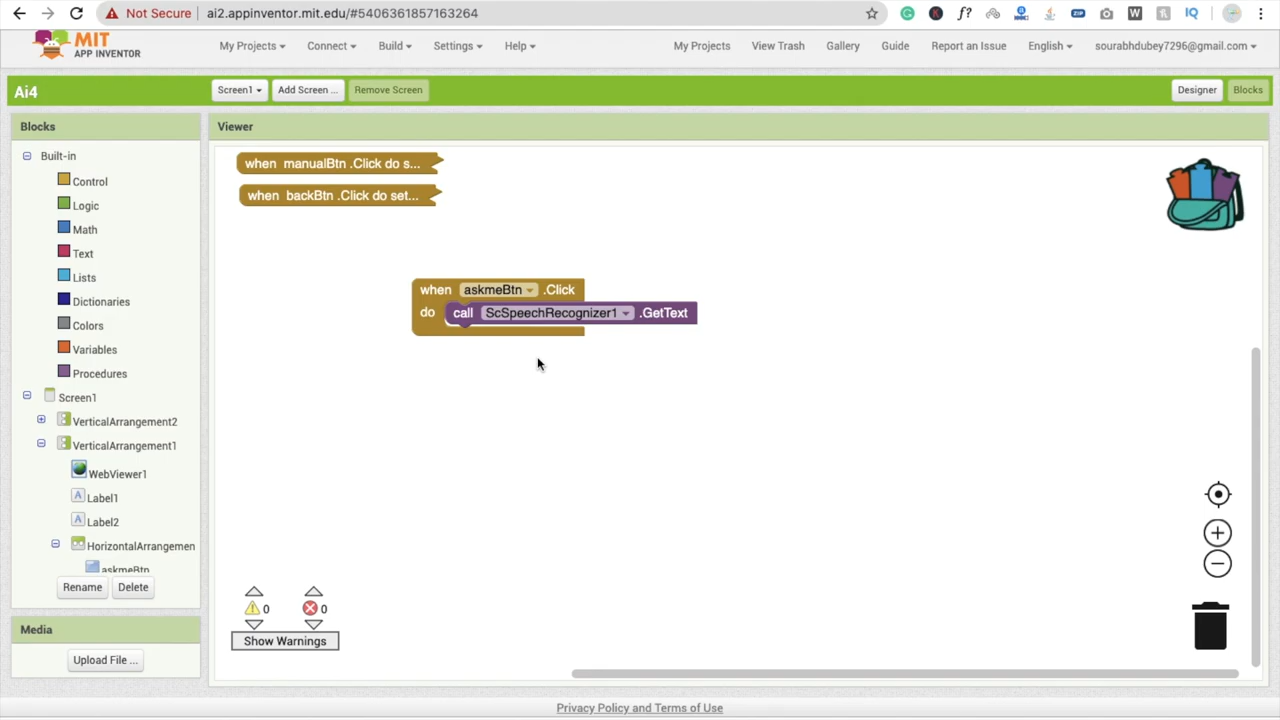 Not Secure
ai2.appinventor.mit.edu/#5406361857163264
MIT
APP INVENTOR
My Projects
Connect
Build
Settings
Help
My Projects
View Trash
Gallery
Guide
Report an Issue
English
sourabhdubey7296@gmail.com
Ai4
Screen1
Add Screen ...
Remove Screen
Designer
Blocks
Blocks
Viewer
Built-in
Control
Logic
Math
Text
Lists
Dictionaries
Colors
Variables
Procedures
Screen1
VerticalArrangement2
VerticalArrangement1
WebViewer1
A Label1
A Label2
HorizontalArrangemen
askmeBtn
Rename
Delete
Media
Upload File ...
when manualBtn .Click do s...
when backBtn .Click do set...
when askmeBtn .Click
do call ScSpeechRecognizer1 .GetText
0
0
Show Warnings
Privacy Policy and Terms of Use
K
f?
ZIP
W
IQ